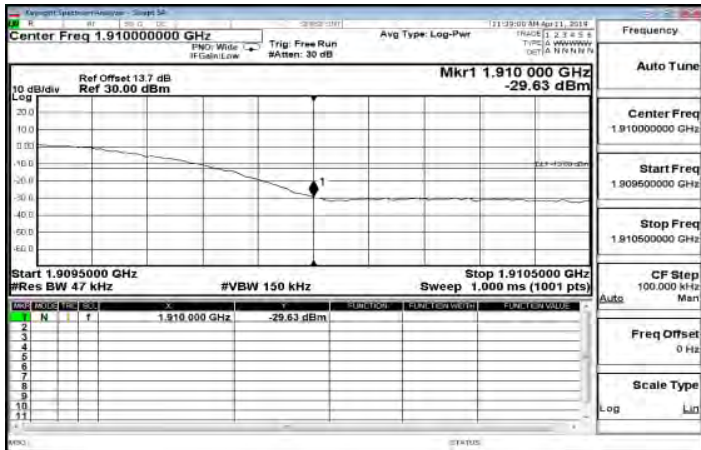 Keysight Spectrum Analyzer - Swept SA
11:39:00 AM Apr 11, 2019
Center Freq 1.910000000 GHz
PNO: Wide
IFGain:Low
Trig: Free Run
#Atten: 30 dB
Avg Type: Log-Pwr
TRACE 1 2 3 4 5 6
TYPE A WWWWW
DET A N N N N N
Frequency
Ref Offset 13.7 dB
10 dB/div Ref 30.00 dBm
Log
Mkr1 1.910 000 GHz
-29.63 dBm
20.0
10.0
0.00
-10.0
-20.0
-30.0
-40.0
-50.0
-60.0
1
Start 1.9095000 GHz
Stop 1.9105000 GHz
#Res BW 47 kHz
#VBW 150 kHz
Sweep 1.000 ms (1001 pts)
MKR MODE TRC SCL X Y FUNCTION FUNCTION WIDTH FUNCTION VALUE
1 N 1 f 1.910 000 GHz -29.63 dBm
2
3
4
5
6
7
8
9
10
11
MSG
STATUS
Auto Tune
Center Freq
1.910000000 GHz
Start Freq
1.909500000 GHz
Stop Freq
1.910500000 GHz
CF Step
100.000 kHz
Auto Man
Freq Offset
0 Hz
Scale Type
Log Lin